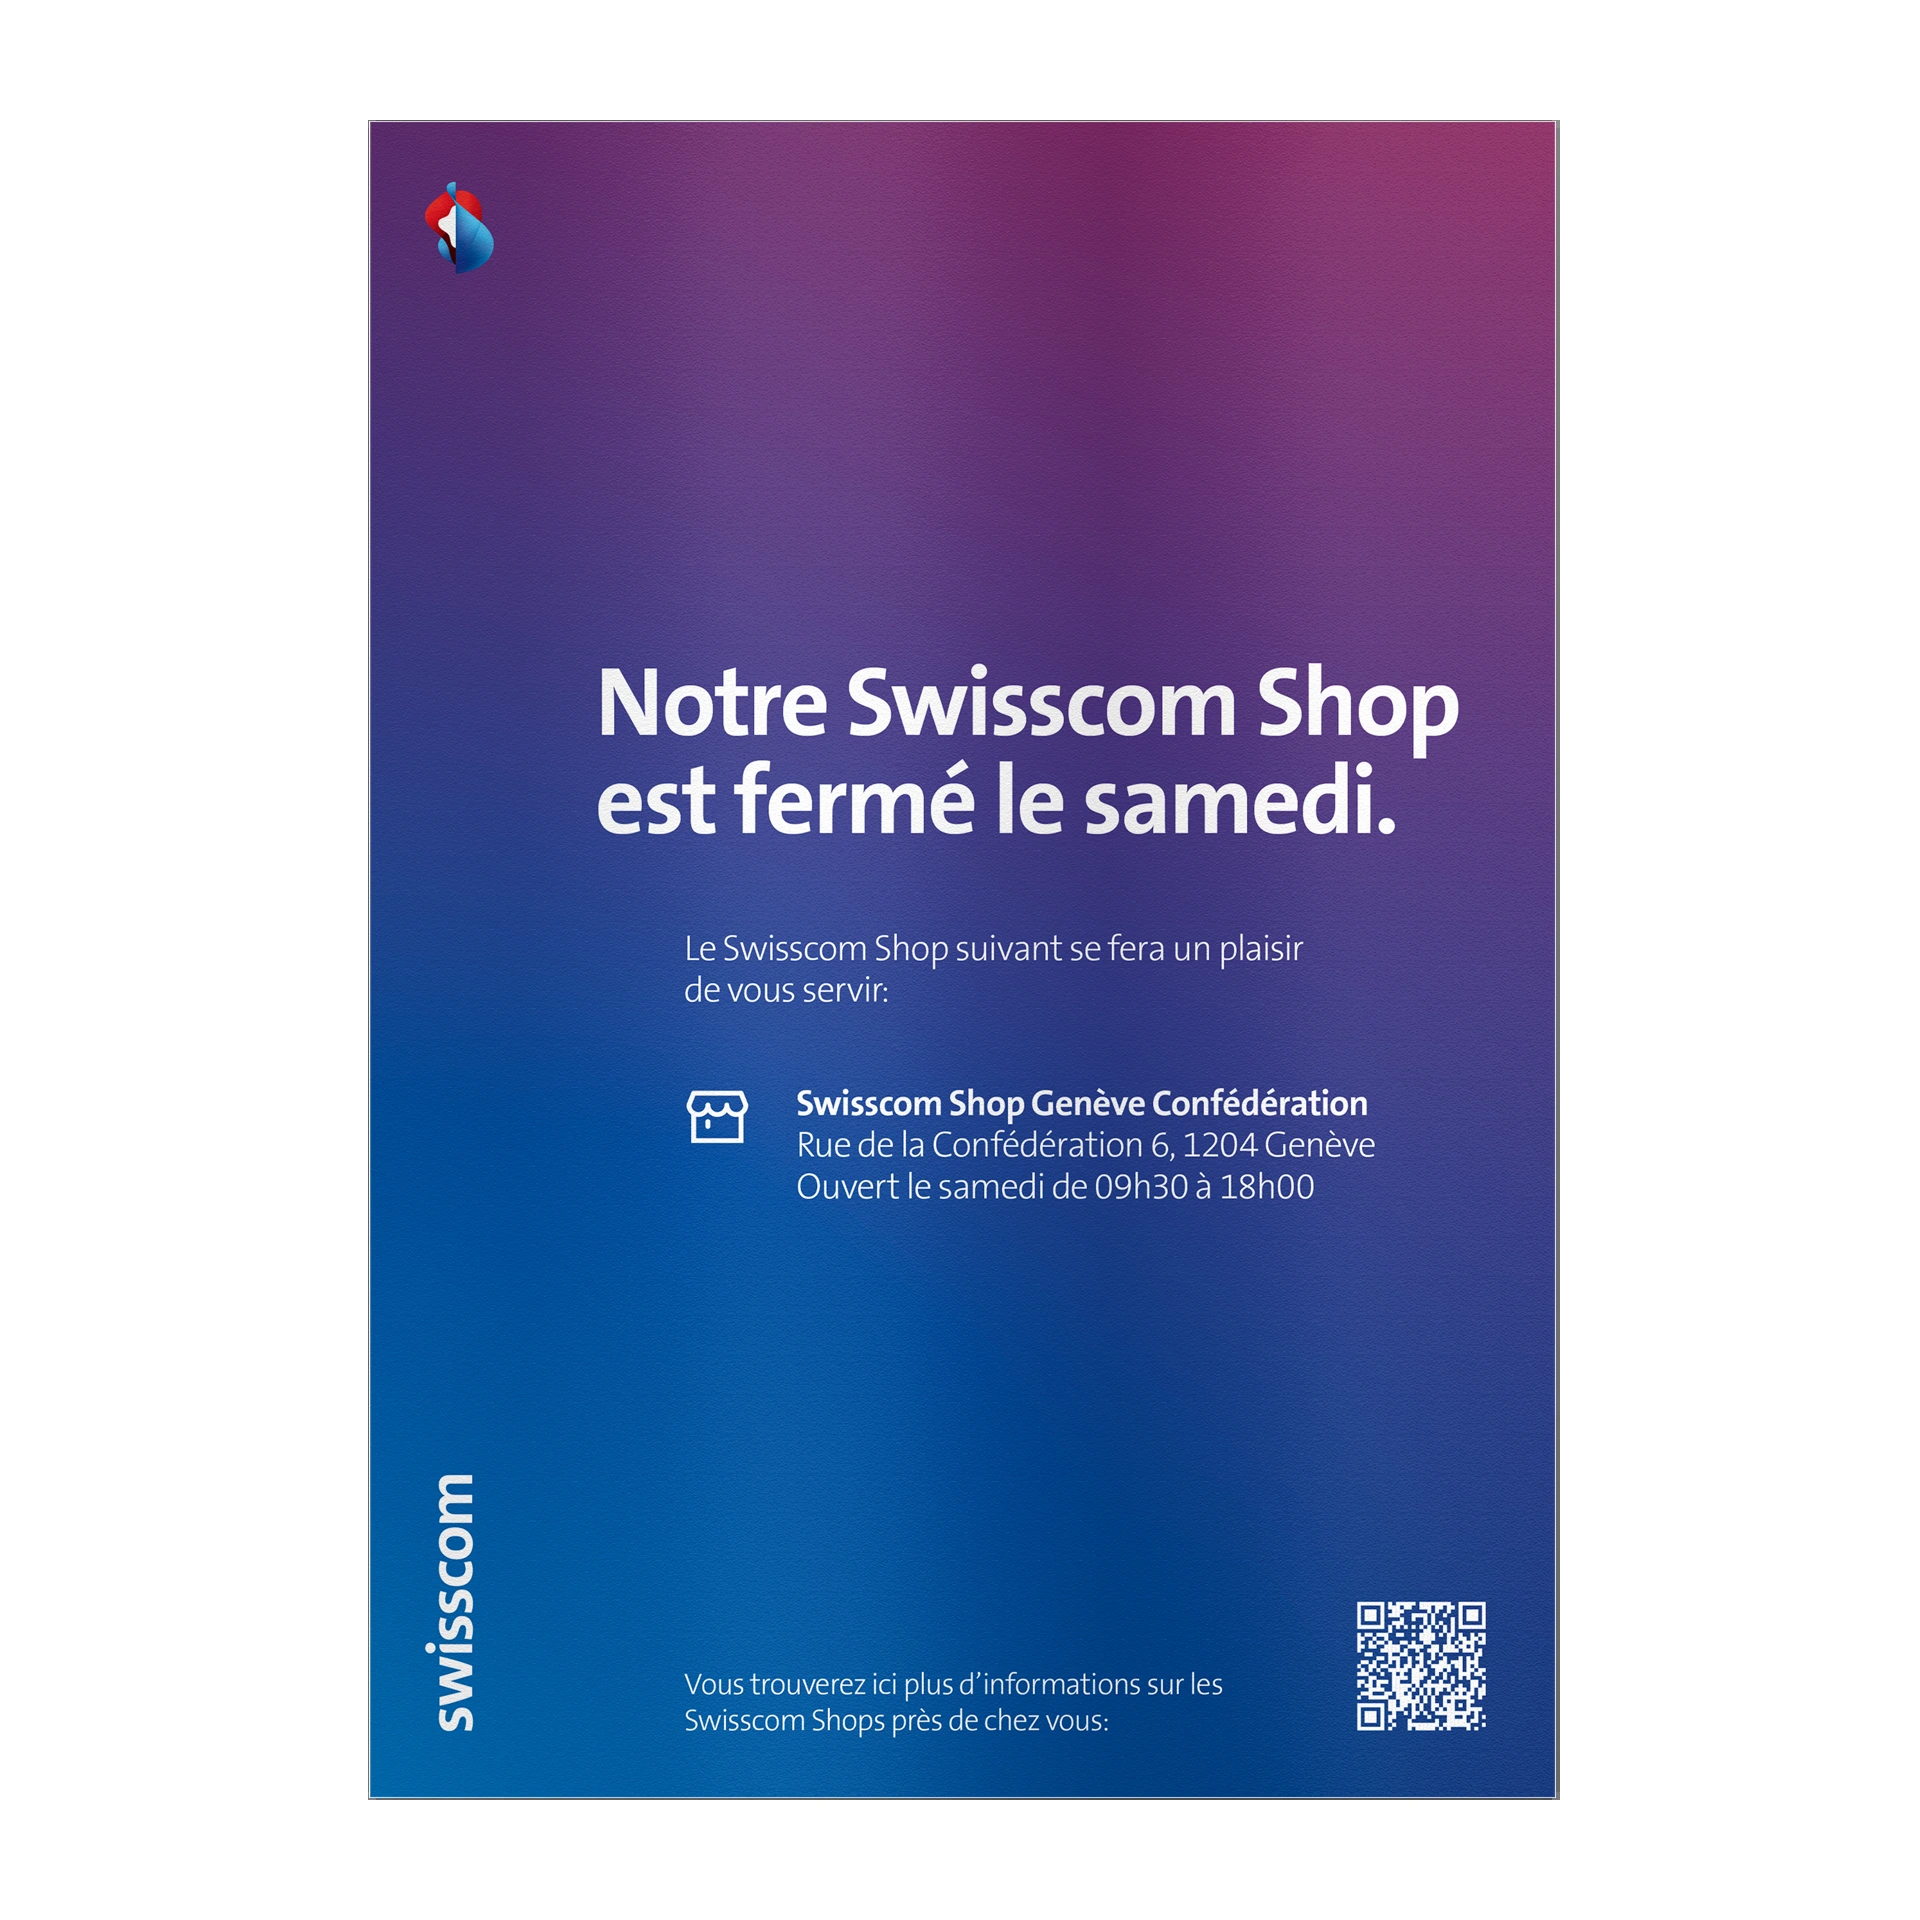 Notre Swisscom Shop
est fermé le samedi.
Le Swisscom Shop suivant se fera un plaisir
de vous servir:
Swisscom Shop Genève Confédération
Rue de la Confédération 6, 1204 Genève
Ouvert le samedi de 09h30 à 18h00
swisscom
Vous trouverez ici plus d’informations sur les
Swisscom Shops près de chez vous: